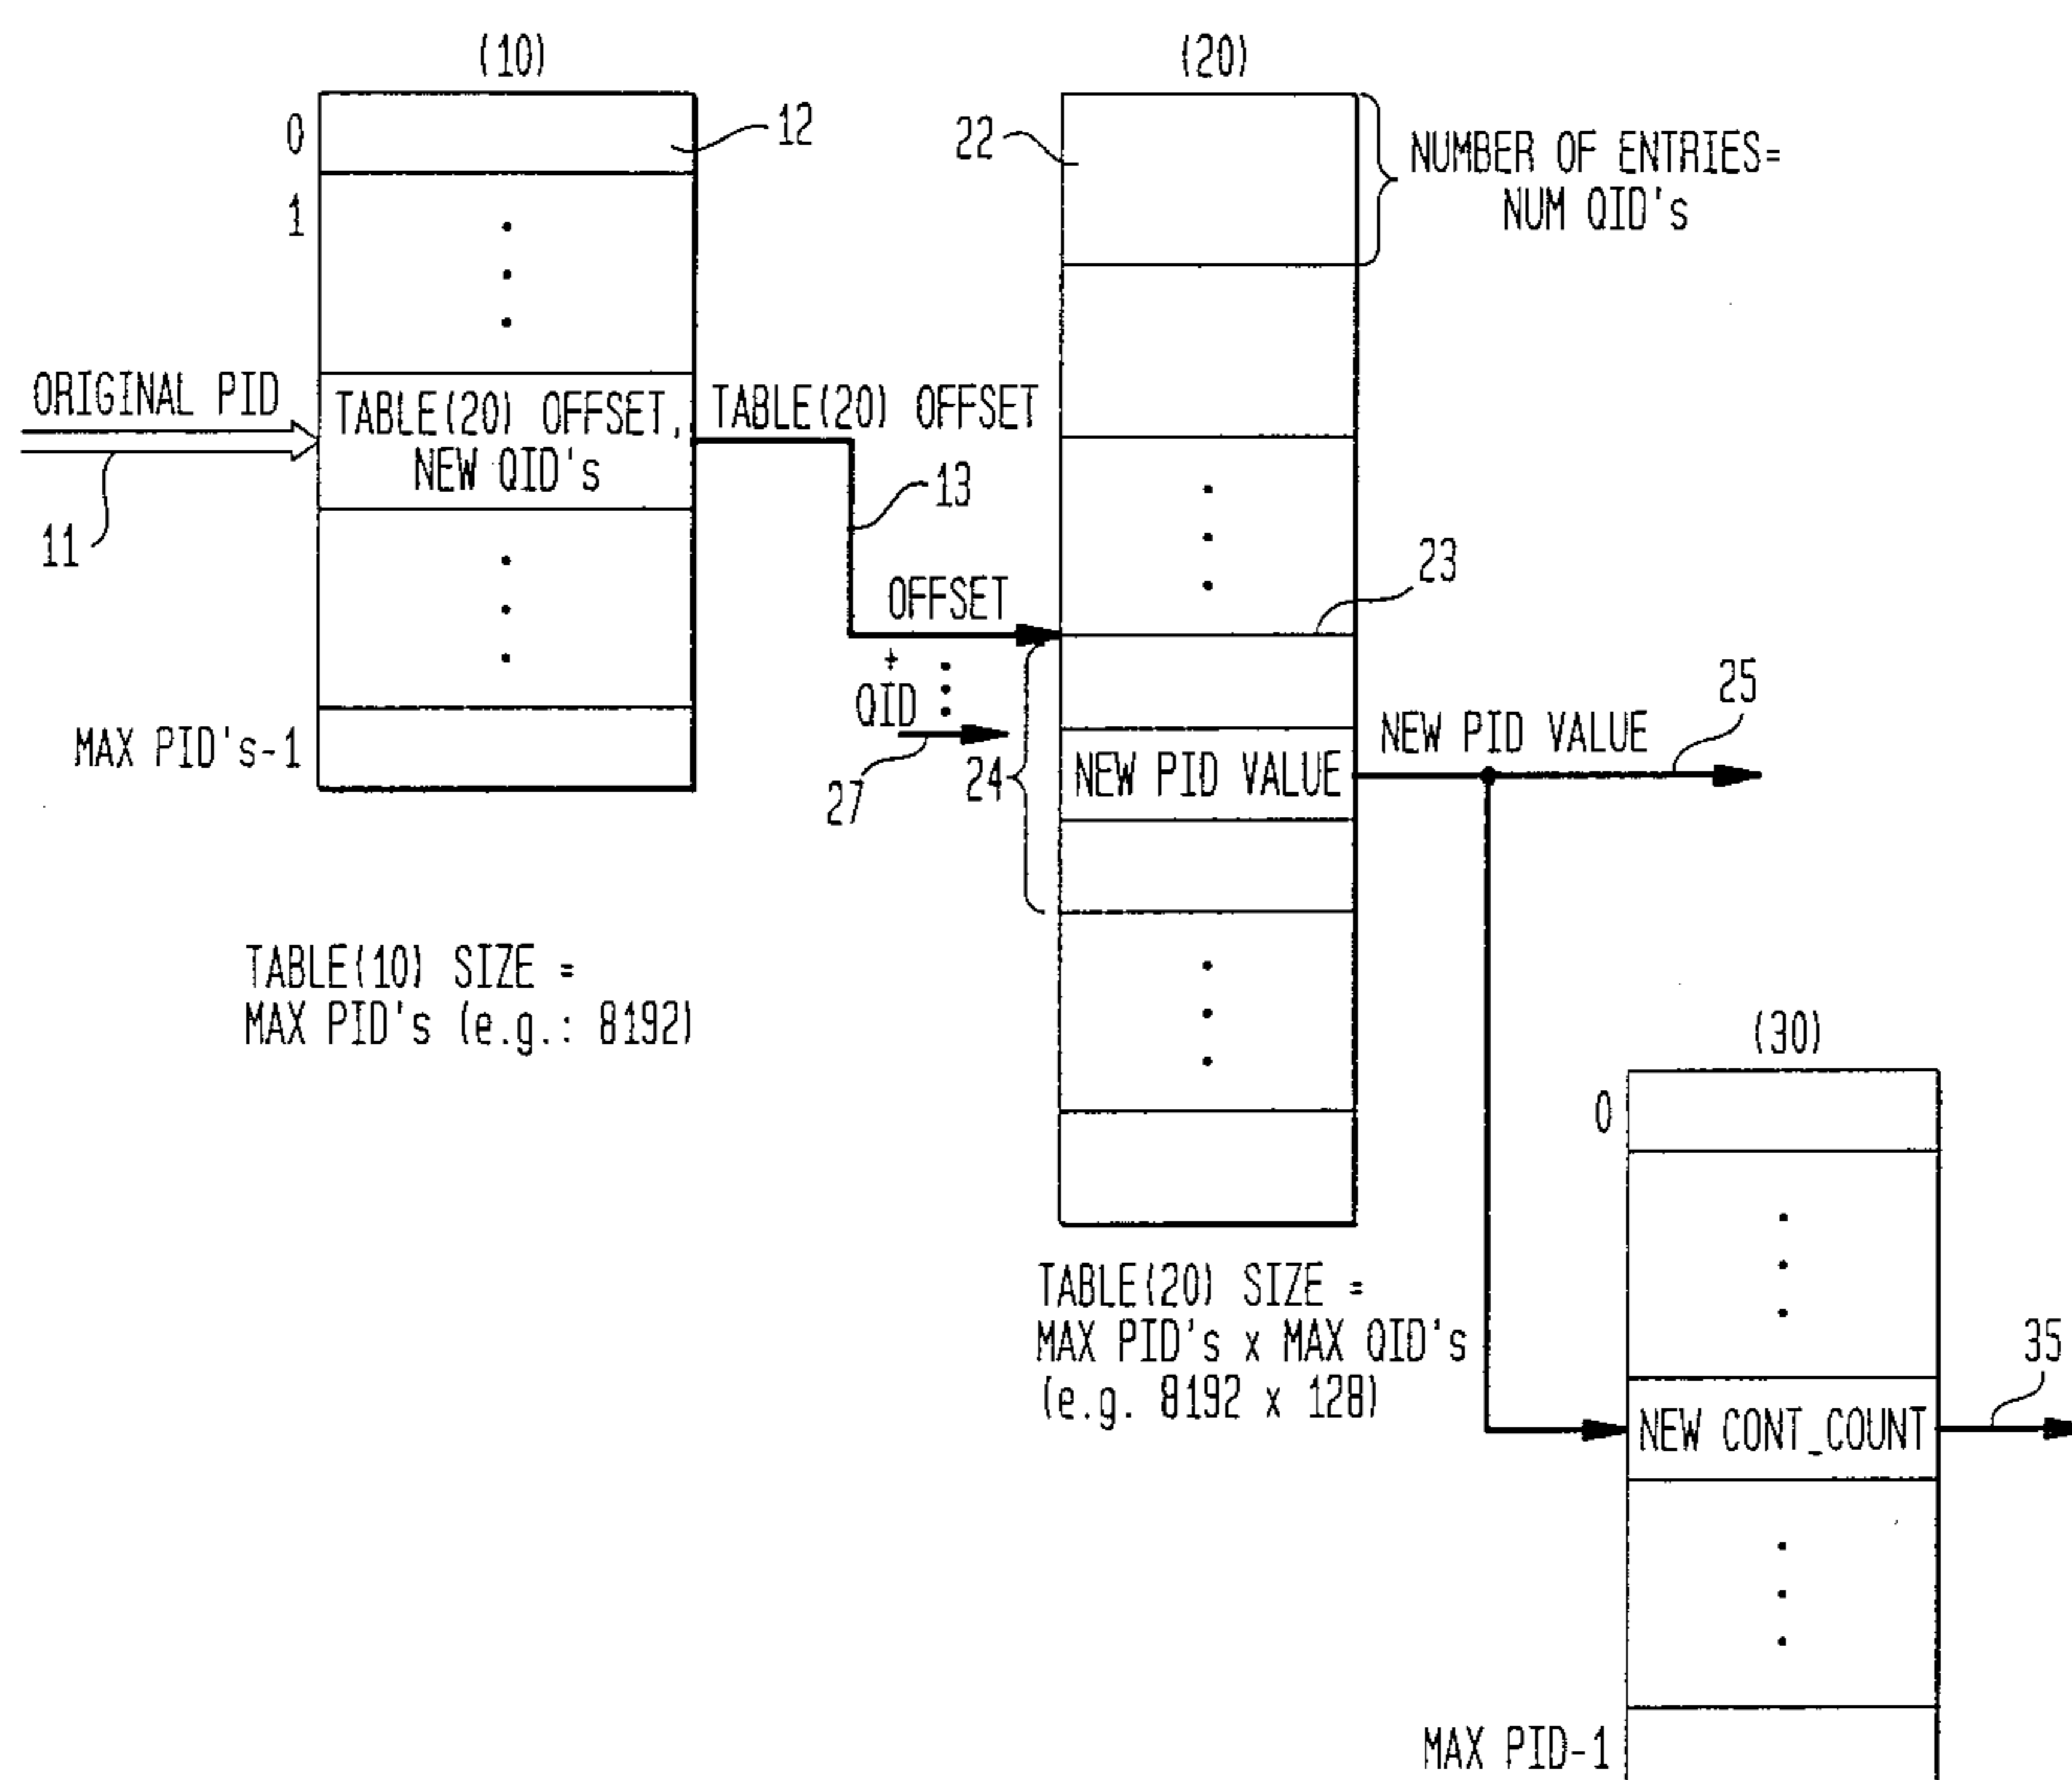 (10)
0
12
1
ORIGINAL PID
11
TABLE(20) OFFSET,
NEW QID's
MAX PID's-1
TABLE(10) SIZE =
MAX PID's (e.g.: 8192)
TABLE(20) OFFSET
13
OFFSET
+
QID
27
(20)
22
NUMBER OF ENTRIES=
NUM QID's
23
24
NEW PID VALUE
NEW PID VALUE
25
TABLE(20) SIZE =
MAX PID's x MAX QID's
(e.g. 8192 x 128)
(30)
0
NEW CONT_COUNT
35
MAX PID-1